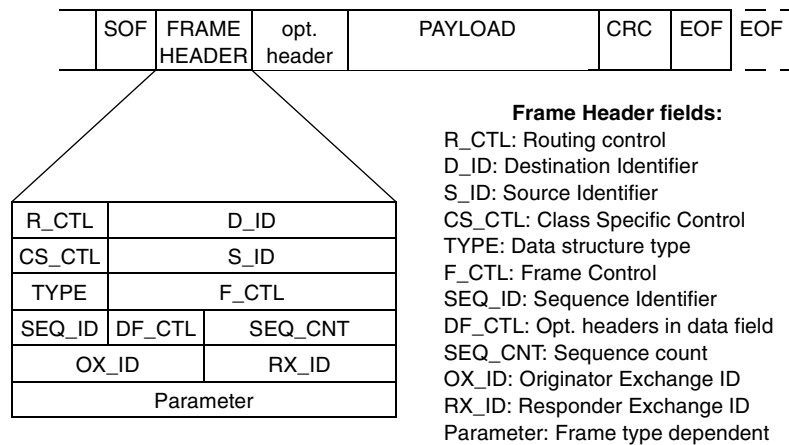 SOF FRAME HEADER opt. header PAYLOAD CRC EOF EOF
Frame Header fields:
R_CTL: Routing control
D_ID: Destination Identifier
S_ID: Source Identifier
CS_CTL: Class Specific Control
TYPE: Data structure type
F_CTL: Frame Control
SEQ_ID: Sequence Identifier
DF_CTL: Opt. headers in data field
SEQ_CNT: Sequence count
OX_ID: Originator Exchange ID
RX_ID: Responder Exchange ID
Parameter: Frame type dependent
R_CTL D_ID
CS_CTL S_ID
TYPE F_CTL
SEQ_ID DF_CTL SEQ_CNT
OX_ID RX_ID
Parameter